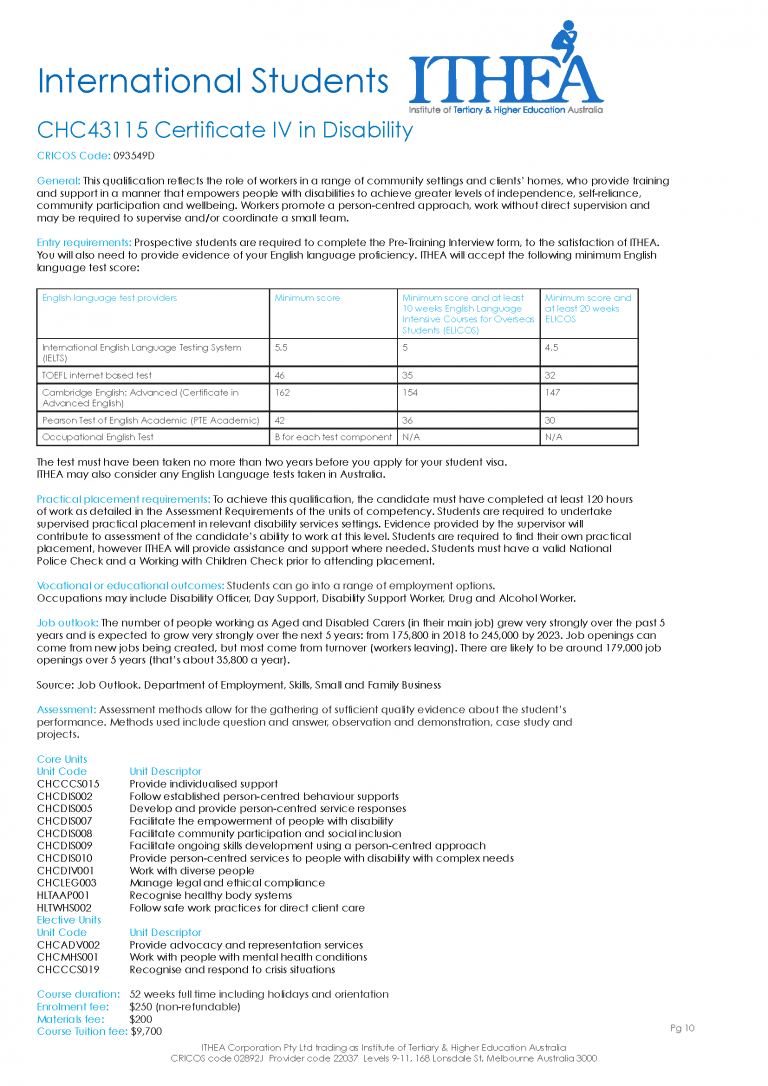 International Students
ITHEA
Institute of Tertiary & Higher Education Australia
CHC43115 Certificate IV in Disability
CRICOS Code: 093549D
General: This qualification reflects the role of workers in a range of community settings and clients' homes, who provide training
and support in a manner that empowers people with disabilities to achieve greater levels of independence, self-reliance,
community participation and wellbeing. Workers promote a person-centred approach, work without direct supervision and
may be required to supervise and/or coordinate a small team.
Entry requirements: Prospective students are required to complete the Pre-Training Interview form, to the satisfaction of ITHEA.
You will also need to provide evidence of your English language proficiency. ITHEA will accept the following minimum English
language test score:
English language test providers Minimum score Minimum score and at least Minimum score and
10 weeks English Language at least 20 weeks
Intensive Courses for Overseas ELICOS
Students (ELICOS)
International English Language Testing System 5.5 5 4.5
(IELTS)
TOEFL internet based test 46 35 32
Cambridge English: Advanced (Certificate in 162 154 147
Advanced English)
Pearson Test of English Academic (PTE Academic) 42 36 30
Occupational English Test B for each test component N/A N/A
The test must have been taken no more than two years before you apply for your student visa.
ITHEA may also consider any English Language tests taken in Australia.
Practical placement requirements: To achieve this qualification, the candidate must have completed at least 120 hours
of work as detailed in the Assessment Requirements of the units of competency. Students are required to undertake
supervised practical placement in relevant disability services settings. Evidence provided by the supervisor will
contribute to assessment of the candidate's ability to work at this level. Students are required to find their own practical
placement, however ITHEA will provide assistance and support where needed. Students must have a valid National
Police Check and a Working with Children Check prior to attending placement.
Vocational or educational outcomes: Students can go into a range of employment options.
Occupations may include Disability Officer, Day Support, Disability Support Worker, Drug and Alcohol Worker.
Job outlook: The number of people working as Aged and Disabled Carers (in their main job) grew very strongly over the past 5
years and is expected to grow very strongly over the next 5 years: from 175,800 in 2018 to 245,000 by 2023. Job openings can
come from new jobs being created, but most come from turnover (workers leaving). There are likely to be around 179,000 job
openings over 5 years (that's about 35,800 a year).
Source: Job Outlook. Department of Employment, Skills, Small and Family Business
Assessment: Assessment methods allow for the gathering of sufficient quality evidence about the student's
performance. Methods used include question and answer, observation and demonstration, case study and
projects.
Core Units
Unit Code Unit Descriptor
CHCCCS015 Provide individualised support
CHCDIS002 Follow established person-centred behaviour supports
CHCDIS005 Develop and provide person-centred service responses
CHCDIS007 Facilitate the empowerment of people with disability
CHCDIS008 Facilitate community participation and social inclusion
CHCDIS009 Facilitate ongoing skills development using a person-centred approach
CHCDIS010 Provide person-centred services to people with disability with complex needs
CHCDIV001 Work with diverse people
CHCLEG003 Manage legal and ethical compliance
HLTAAP001 Recognise healthy body systems
HLTWHS002 Follow safe work practices for direct client care
Elective Units
Unit Code Unit Descriptor
CHCADV002 Provide advocacy and representation services
CHCMHS001 Work with people with mental health conditions
CHCCCS019 Recognise and respond to crisis situations
Course duration: 52 weeks full time including holidays and orientation
Enrolment fee: $250 (non-refundable)
Materials fee: $200
Course Tuition fee: $9,700
Pg 10
ITHEA Corporation Pty Ltd trading as Institute of Tertiary & Higher Education Australia
CRICOS code 02892J Provider code 22037 Levels 9-11, 168 Lonsdale St, Melbourne Australia 3000